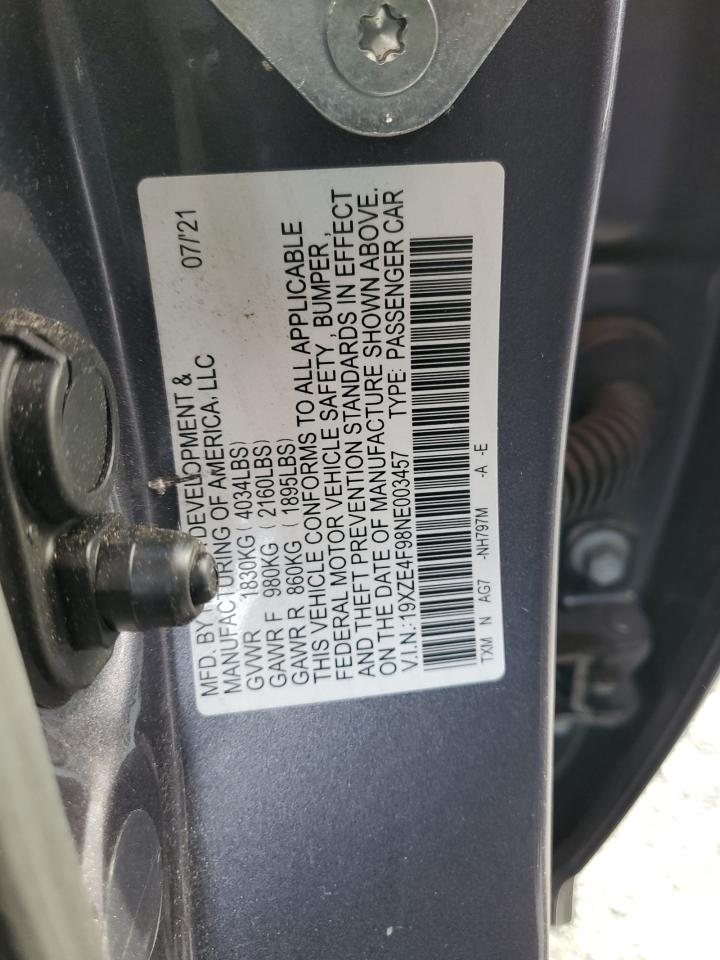 MFD. BY DEVELOPMENT &
MANUFACTURING OF AMERICA, LLC 07/'21
GVWR 1830KG ( 4034LBS)
GAWR F 980KG ( 2160LBS)
GAWR R 860KG ( 1895LBS)
THIS VEHICLE CONFORMS TO ALL APPLICABLE
FEDERAL MOTOR VEHICLE SAFETY , BUMPER ,
AND THEFT PREVENTION STANDARDS IN EFFECT
ON THE DATE OF MANUFACTURE SHOWN ABOVE.
V.I.N.:19XZE4F98NE003457 TYPE: PASSENGER CAR
TXM N AG7 -NH797M -A -E